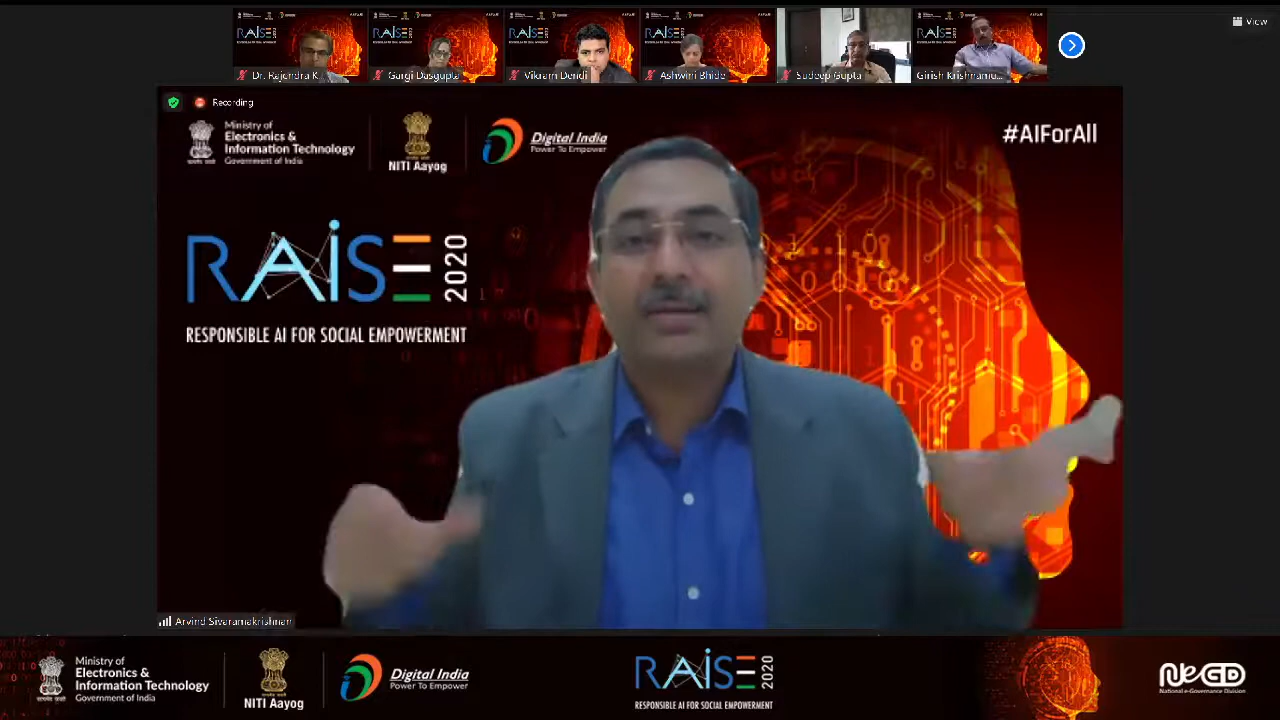 View
Dr. Rajendra K...
Gargi Dasgupta
Vikram Dendi
Ashwini Bhide
Sudeep Gupta
Girish Krishnamu...
Recording
Ministry of
Electronics &
Information Technology
Government of India
NITI Aayog
Digital India
Power To Empower
#AIForAll
RAISE 2020
RESPONSIBLE AI FOR SOCIAL EMPOWERMENT
Arvind Sivaramakrishnan
Ministry of
Electronics &
Information Technology
Government of India
NITI Aayog
Digital India
Power To Empower
RAISE 2020
RESPONSIBLE AI FOR SOCIAL EMPOWERMENT
NeGD
National e-Governance Division